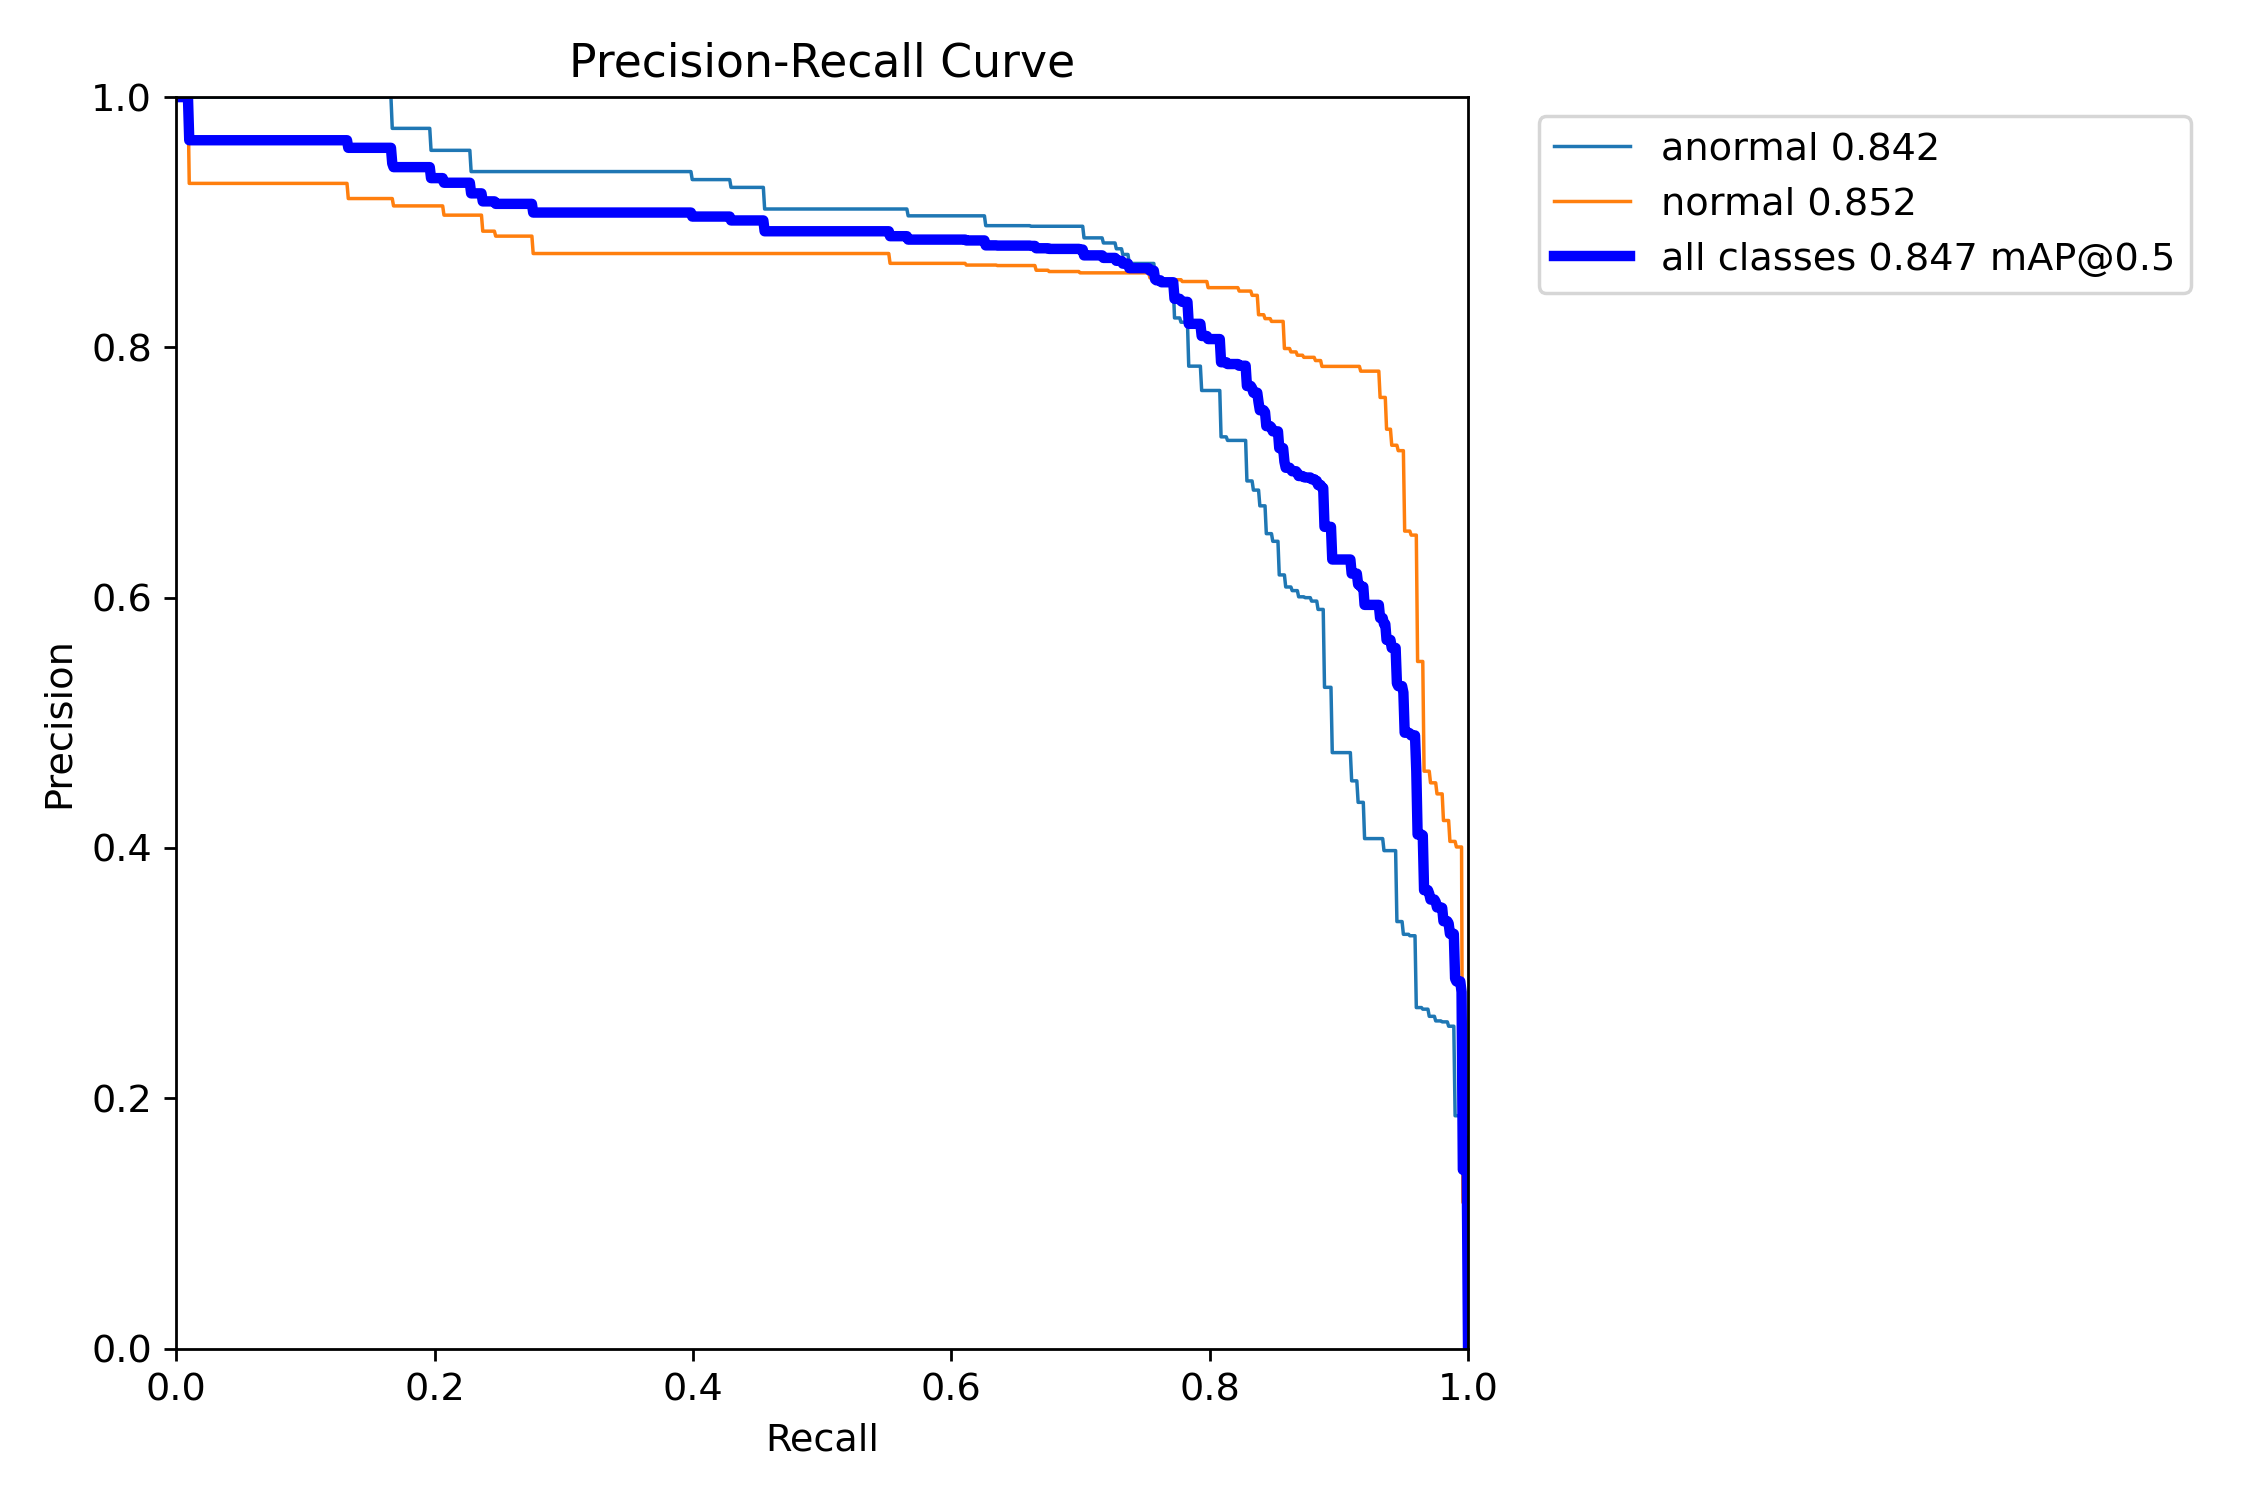 Precision-Recall Curve
1.0
0.8
0.6
0.4
0.2
0.0
Precision
0.0 0.2 0.4 0.6 0.8 1.0
Recall
anormal 0.842
normal 0.852
all classes 0.847 mAP@0.5